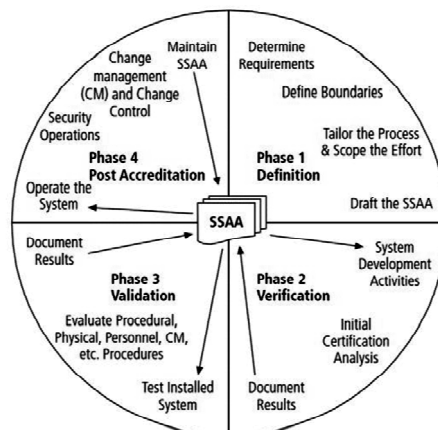 Maintain
SSAA
Change
management
(CM) and Change
Control
Security
Operations
Phase 4
Post Accreditation
Operate the
System
Determine
Requirements
Define Boundaries
Tailor the Process
& Scope the Effort
Phase 1
Definition
Draft the SSAA
SSAA
Document
Results
Phase 3
Validation
Evaluate Procedural,
Physical, Personnel, CM,
etc. Procedures
Test Installed
System
System
Development
Activities
Phase 2
Verification
Initial
Certification
Analysis
Document
Results